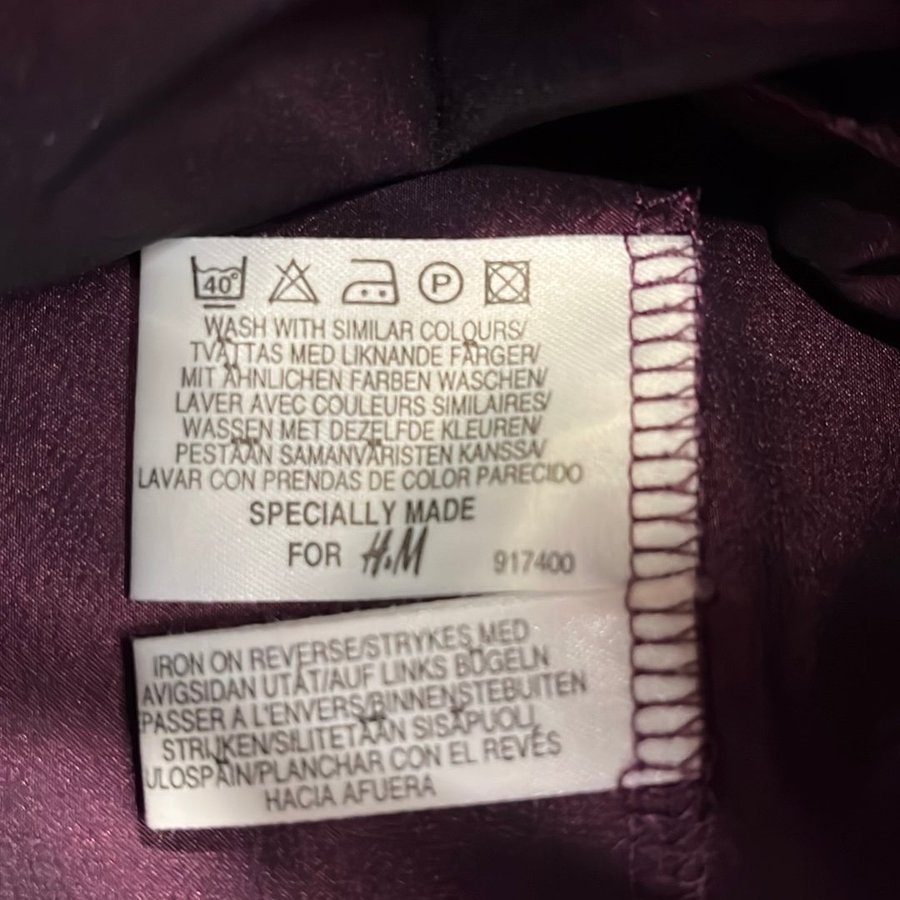 40°
P
WASH WITH SIMILAR COLOURS/
TVÄTTAS MED LIKNANDE FÄRGER/
MIT ÄHNLICHEN FARBEN WASCHEN/
LAVER AVEC COULEURS SIMILAIRES/
WASSEN MET DEZELFDE KLEUREN/
PESTÄÄN SAMANVÄRISTEN KANSSA/
LAVAR CON PRENDAS DE COLOR PARECIDO
SPECIALLY MADE
FOR H&M 917400
IRON ON REVERSE/STRYKES MED
AVIGSIDAN UTÅT/AUF LINKS BÜGELN
PASSER A L'ENVERS/BINNENSTEBUITEN
STRIJKEN/SILITETÄÄN SISÄPUOLI
ULOSPÄIN/PLANCHAR CON EL REVÉS
HACIA AFUERA